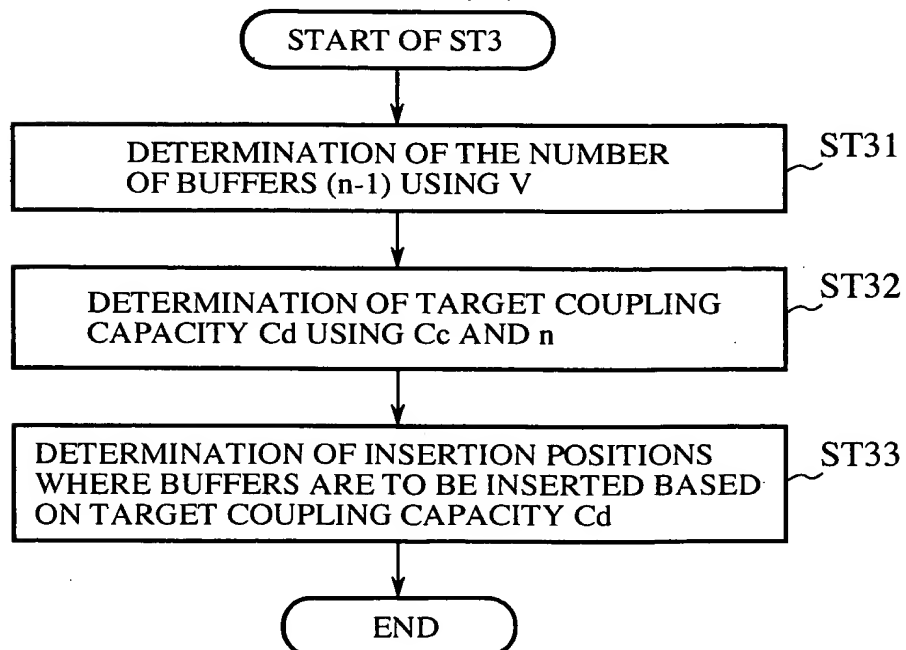 START OF ST3
DETERMINATION OF THE NUMBER
OF BUFFERS (n-1) USING V
ST31
DETERMINATION OF TARGET COUPLING
CAPACITY Cd USING Cc AND n
ST32
DETERMINATION OF INSERTION POSITIONS
WHERE BUFFERS ARE TO BE INSERTED BASED
ON TARGET COUPLING CAPACITY Cd
ST33
END